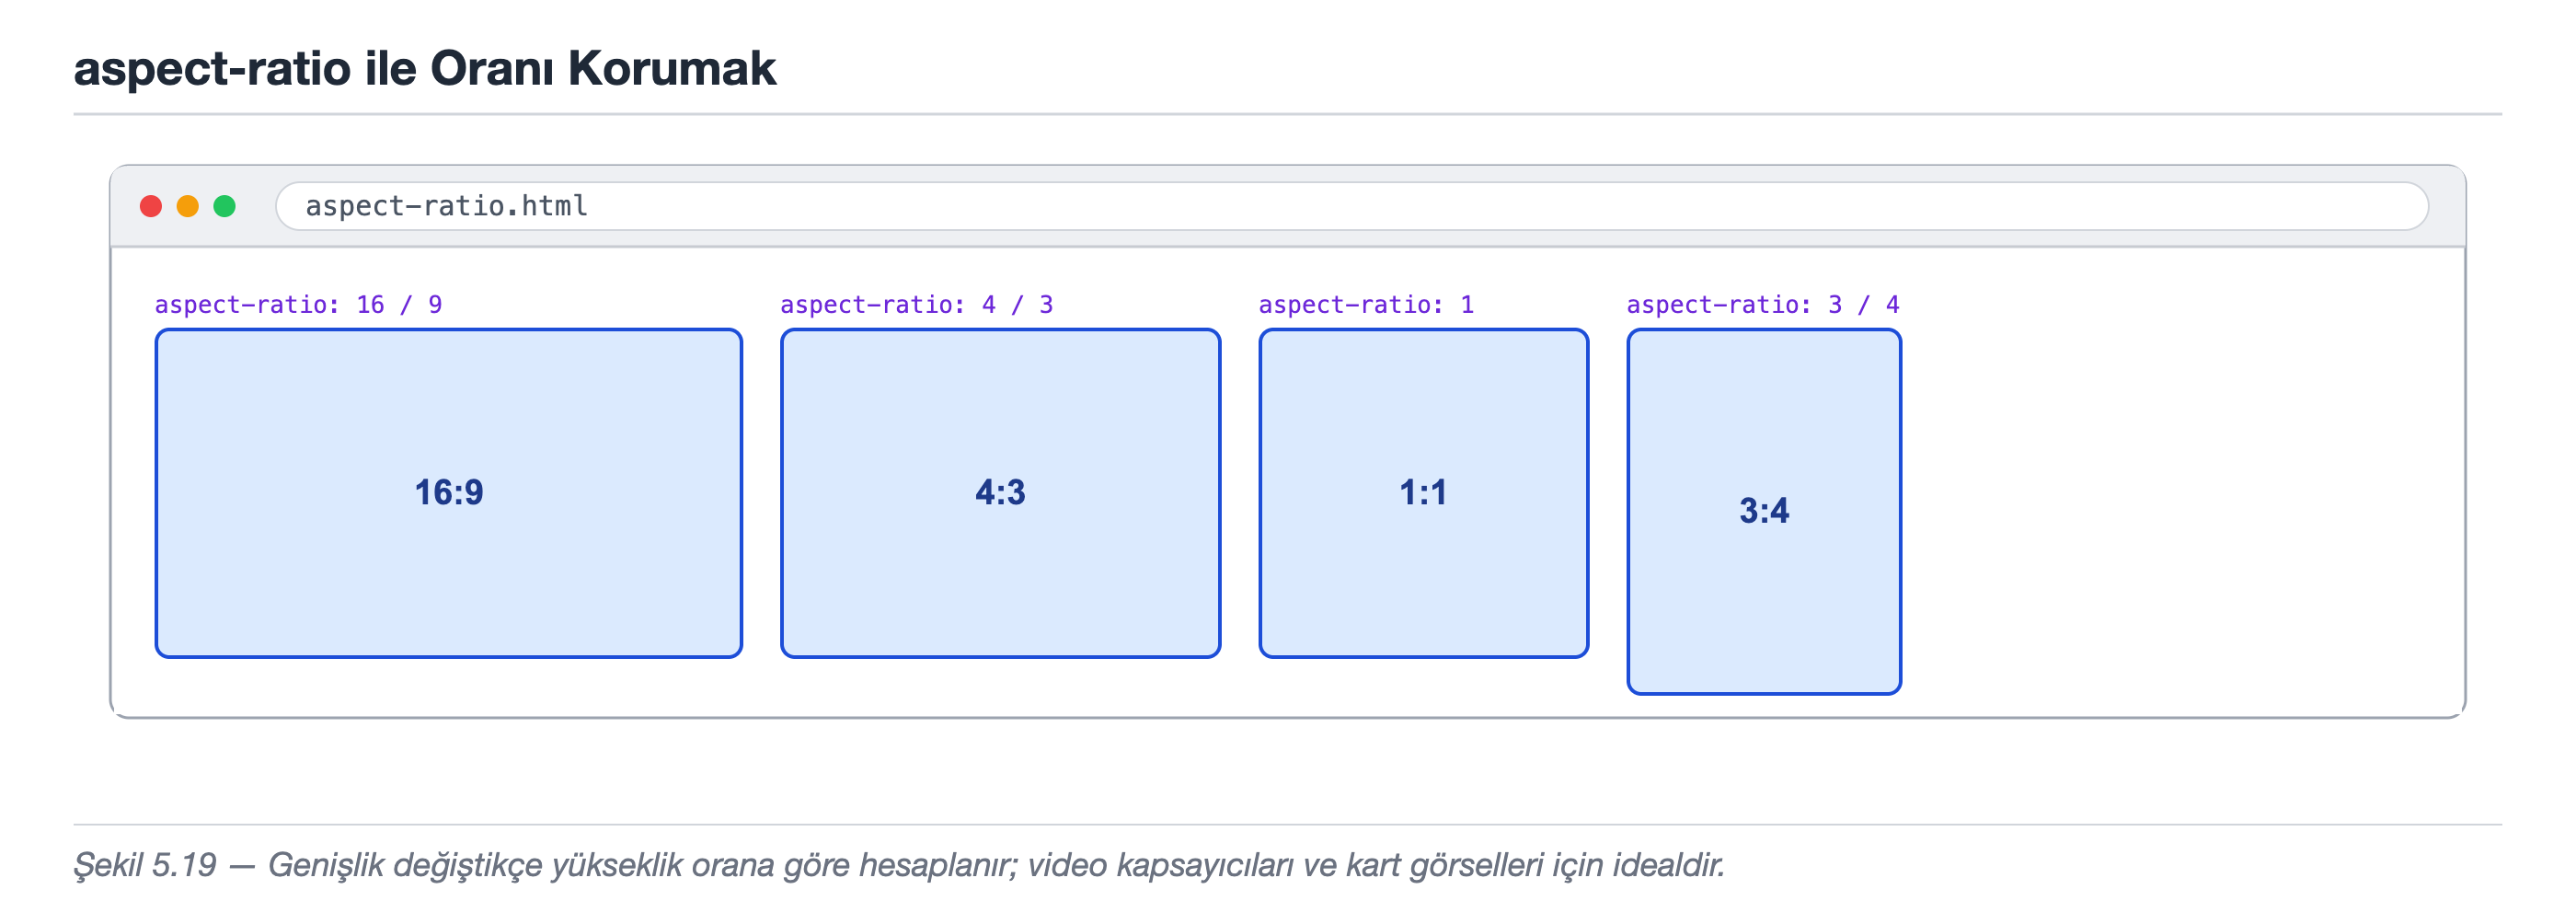 aspect-ratio ile Oranı Korumak
aspect-ratio.html
aspect-ratio: 16 / 9
aspect-ratio: 4 / 3
aspect-ratio: 1
aspect-ratio: 3 / 4
16:9
4:3
1:1
3:4
Şekil 5.19 — Genişlik değiştikçe yükseklik orana göre hesaplanır; video kapsayıcıları ve kart görselleri için idealdir.